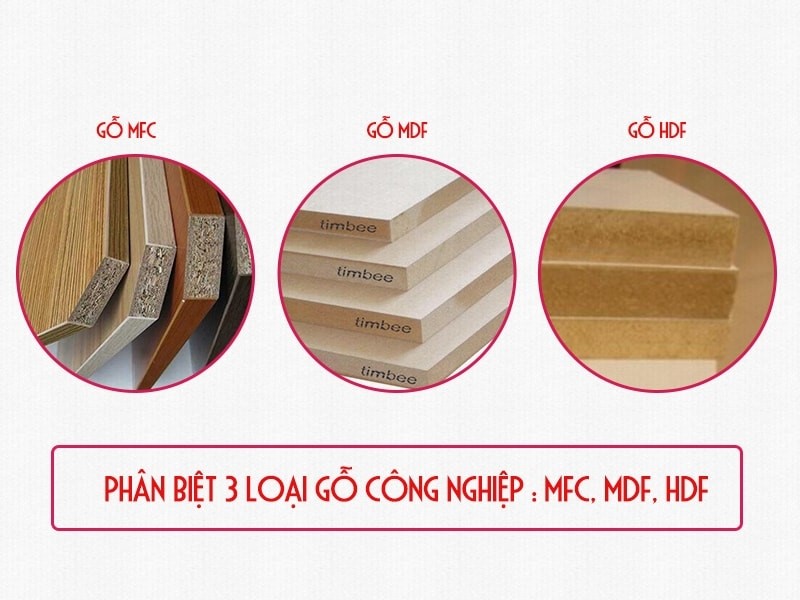 GỖ MFC
GỖ MDF
GỖ HDF
timbee
timbee
timbee
timbee
PHÂN BIỆT 3 LOẠI GỖ CÔNG NGHIỆP : MFC, MDF, HDF